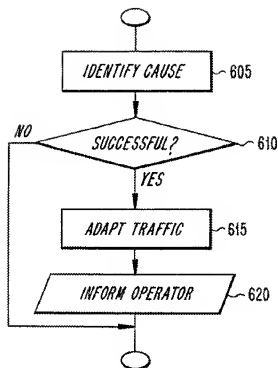 IDENTIFY CAUSE
605
NO
SUCCESSFUL?
610
YES
ADAPT TRAFFIC
615
INFORM OPERATOR
620